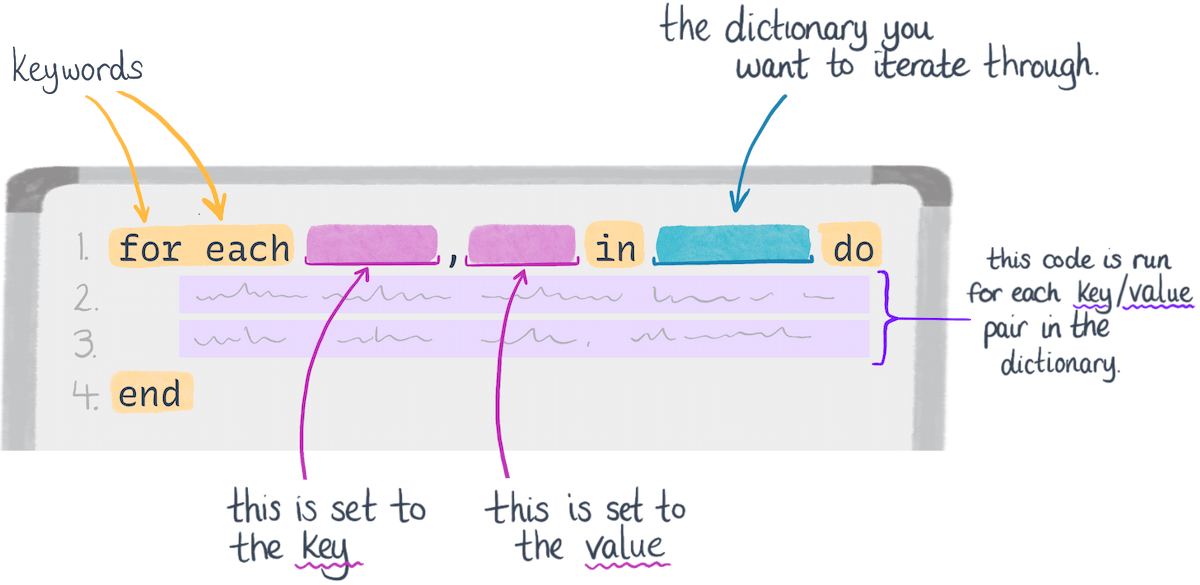 the dictionary you
want to iterate through.
keywords
1. for each , in do
2.
3.
4. end
this code is run
for each key/value
pair in the
dictionary.
this is set to
the key
this is set to
the value